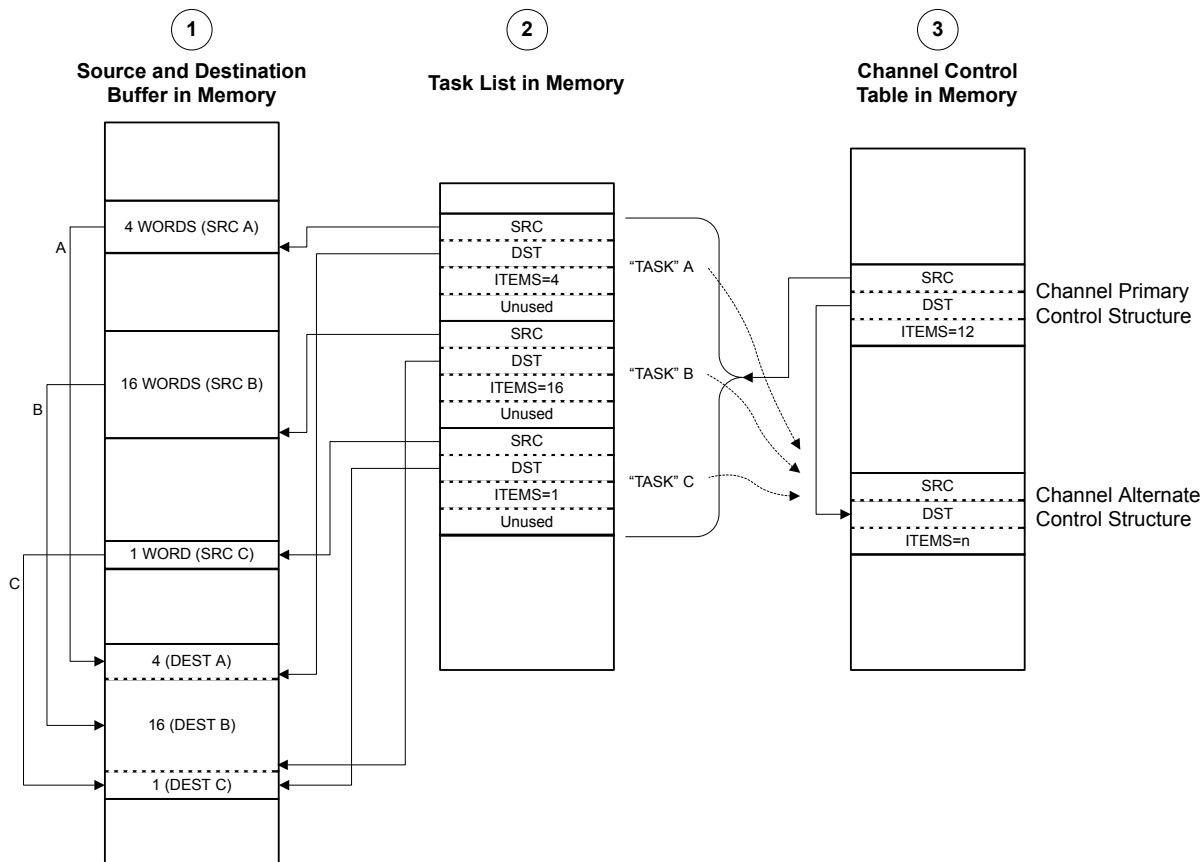 1
2
3
Source and Destination
Buffer in Memory
Task List in Memory
Channel Control
Table in Memory
A
4 WORDS (SRC A)
B
16 WORDS (SRC B)
C
1 WORD (SRC C)
4 (DEST A)
16 (DEST B)
1 (DEST C)
SRC
DST
ITEMS=4
Unused
SRC
DST
ITEMS=16
Unused
SRC
DST
ITEMS=1
Unused
“TASK” A
“TASK” B
“TASK” C
SRC
DST
ITEMS=12
Channel Primary
Control Structure
SRC
DST
ITEMS=n
Channel Alternate
Control Structure